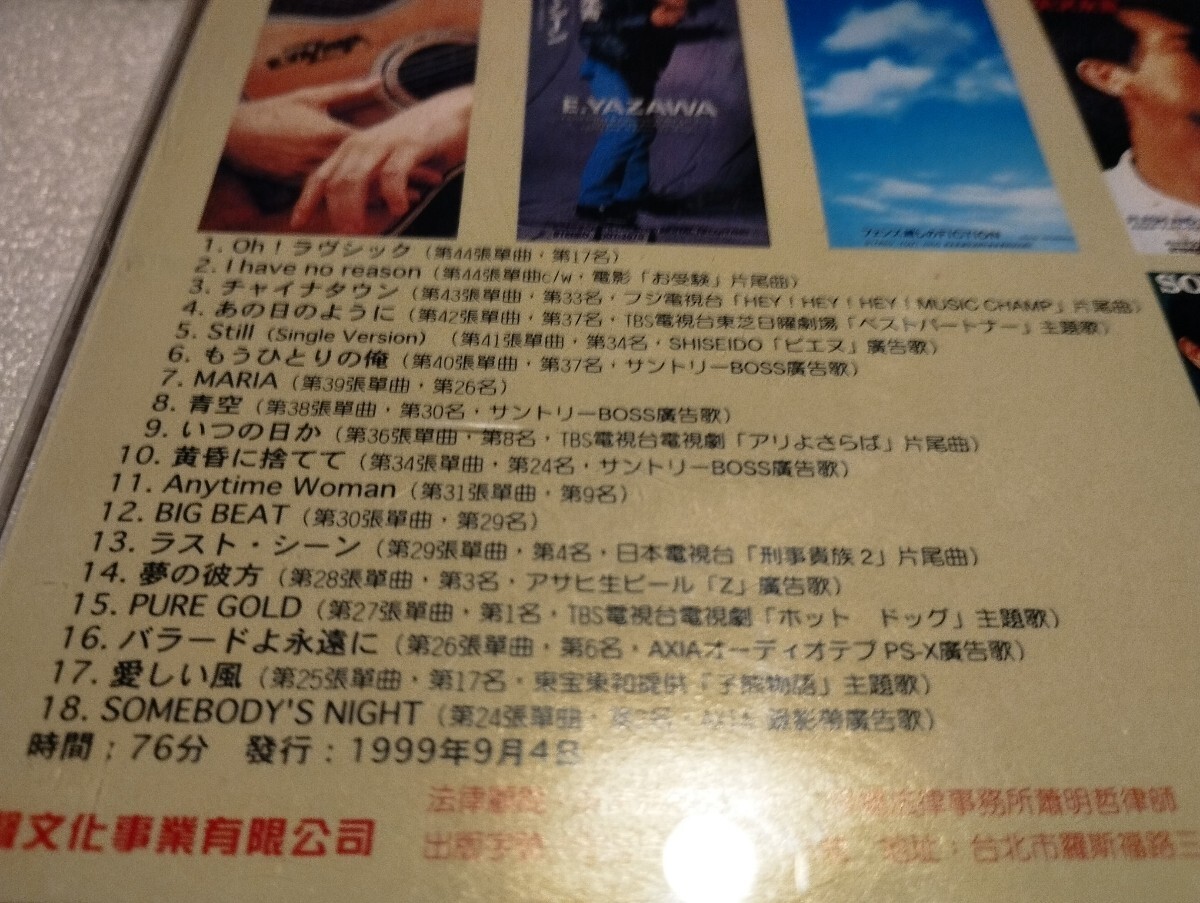 E.YAZAWA
1. Oh！ラヴシック（第44張單曲，第17名）
2. I have no reason（第44張單曲c/w，電影「お受験」片尾曲）
3. チャイナタウン（第43張單曲，第33名，フジ電視台「HEY！HEY！HEY！MUSIC CHAMP」片尾曲）
4. あの日のように（第42張單曲，第37名，TBS電視台東芝日曜劇場「ベストパートナー」主題歌）
5. Still（Single Version）（第41張單曲，第34名，SHISEIDO「ピエヌ」廣告歌）
6. もうひとりの俺（第40張單曲，第37名，サントリーBOSS廣告歌）
7. MARIA（第39張單曲，第26名）
8. 青空（第38張單曲，第30名，サントリーBOSS廣告歌）
9. いつの日か（第36張單曲，第8名，TBS電視台電視劇「アリよさらば」片尾曲）
10. 黄昏に捨てて（第34張單曲，第24名，サントリーBOSS廣告歌）
11. Anytime Woman（第31張單曲，第9名）
12. BIG BEAT（第30張單曲，第29名）
13. ラスト・シーン（第29張單曲，第4名，日本電視台「刑事貴族2」片尾曲）
14. 夢の彼方（第28張單曲，第3名，アサヒ生ビール「Z」廣告歌）
15. PURE GOLD（第27張單曲，第1名，TBS電視台電視劇「ホット　ドッグ」主題歌）
16. バラードよ永遠に（第26張單曲，第6名，AXIAオーディオテプ PS-X廣告歌）
17. 愛しい風（第25張單曲，第17名，東宝東和提供「子熊物語」主題歌）
18. SOMEBODY'S NIGHT（第24張單曲，廣告歌）
時間：76分　發行：1999年9月4日
法律 法律事務所蕭明哲律師
文化事業有限公司 出版 地址：台北市羅斯福路三